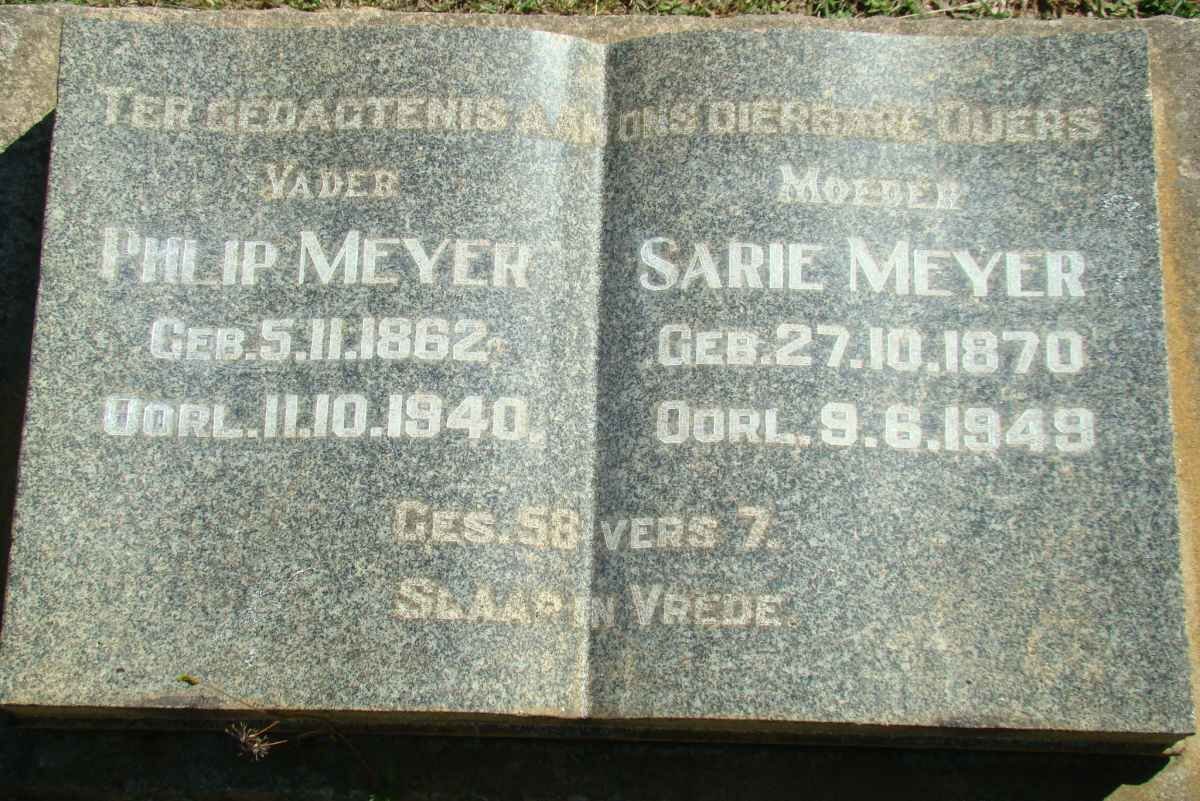 TER GEDAGTENIS AAN ONS DIERBARE OUERS
VADER
PHILIP MEYER
GEB. 5.11.1862.
OORL. 11.10.1940.
MOEDER
SARIE MEYER
GEB. 27.10.1870
OORL. 9.6.1949
GES. 58 VERS 7.
SLAAP IN VREDE.